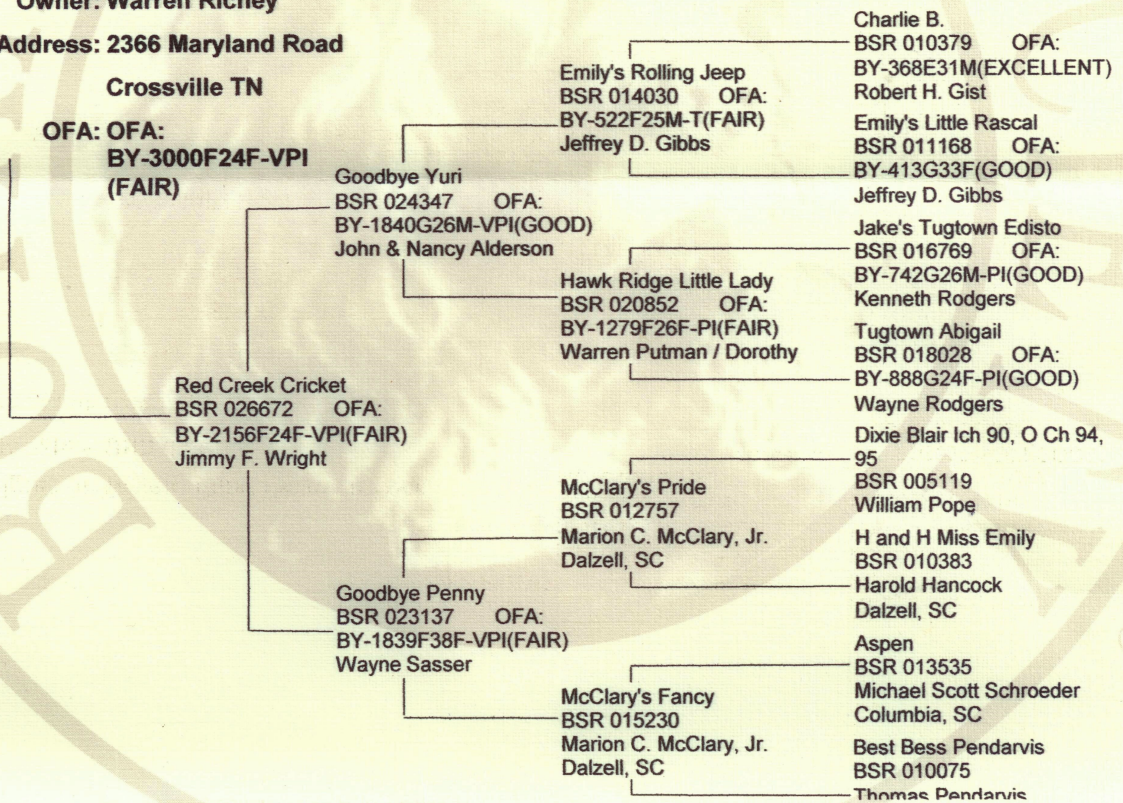 Owner: Warren Richey
Address: 2366 Maryland Road
Crossville TN
OFA: OFA:
BY-3000F24F-VPI
(FAIR)
Red Creek Cricket
BSR 026672 OFA:
BY-2156F24F-VPI(FAIR)
Jimmy F. Wright
Goodbye Yuri
BSR 024347 OFA:
BY-1840G26M-VPI(GOOD)
John & Nancy Alderson
Goodbye Penny
BSR 023137 OFA:
BY-1839F38F-VPI(FAIR)
Wayne Sasser
Emily's Rolling Jeep
BSR 014030 OFA:
BY-522F25M-T(FAIR)
Jeffrey D. Gibbs
Hawk Ridge Little Lady
BSR 020852 OFA:
BY-1279F26F-PI(FAIR)
Warren Putman / Dorothy
McClary's Pride
BSR 012757
Marion C. McClary, Jr.
Dalzell, SC
McClary's Fancy
BSR 015230
Marion C. McClary, Jr.
Dalzell, SC
Charlie B.
BSR 010379 OFA:
BY-368E31M(EXCELLENT)
Robert H. Gist
Emily's Little Rascal
BSR 011168 OFA:
BY-413G33F(GOOD)
Jeffrey D. Gibbs
Jake's Tugtown Edisto
BSR 016769 OFA:
BY-742G26M-PI(GOOD)
Kenneth Rodgers
Tugtown Abigail
BSR 018028 OFA:
BY-888G24F-PI(GOOD)
Wayne Rodgers
Dixie Blair Ich 90, O Ch 94,
95
BSR 005119
William Pope
H and H Miss Emily
BSR 010383
Harold Hancock
Dalzell, SC
Aspen
BSR 013535
Michael Scott Schroeder
Columbia, SC
Best Bess Pendarvis
BSR 010075
Thomas Pendarvis